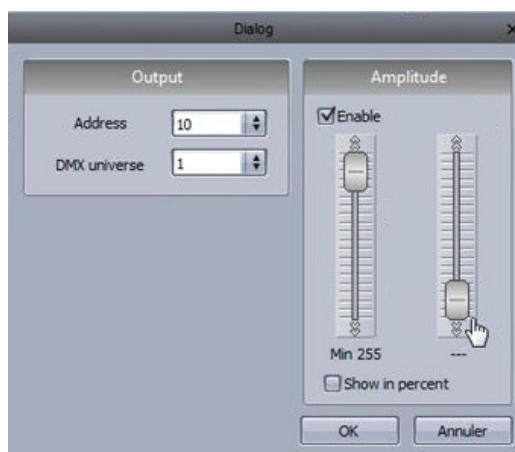 Dialog
Output
Address 10
DMX universe 1
Amplitude
Enable
Min 255 ---
Show in percent
OK Annuler